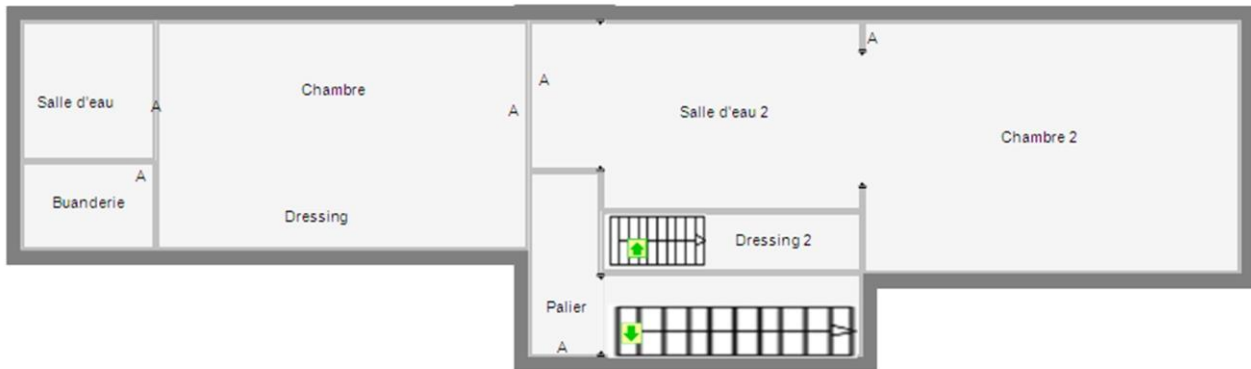 A
Chambre
A
A
Salle d'eau
A
Salle d'eau 2
A
Chambre 2
A
Buanderie
Dressing
Dressing 2
Palier
A